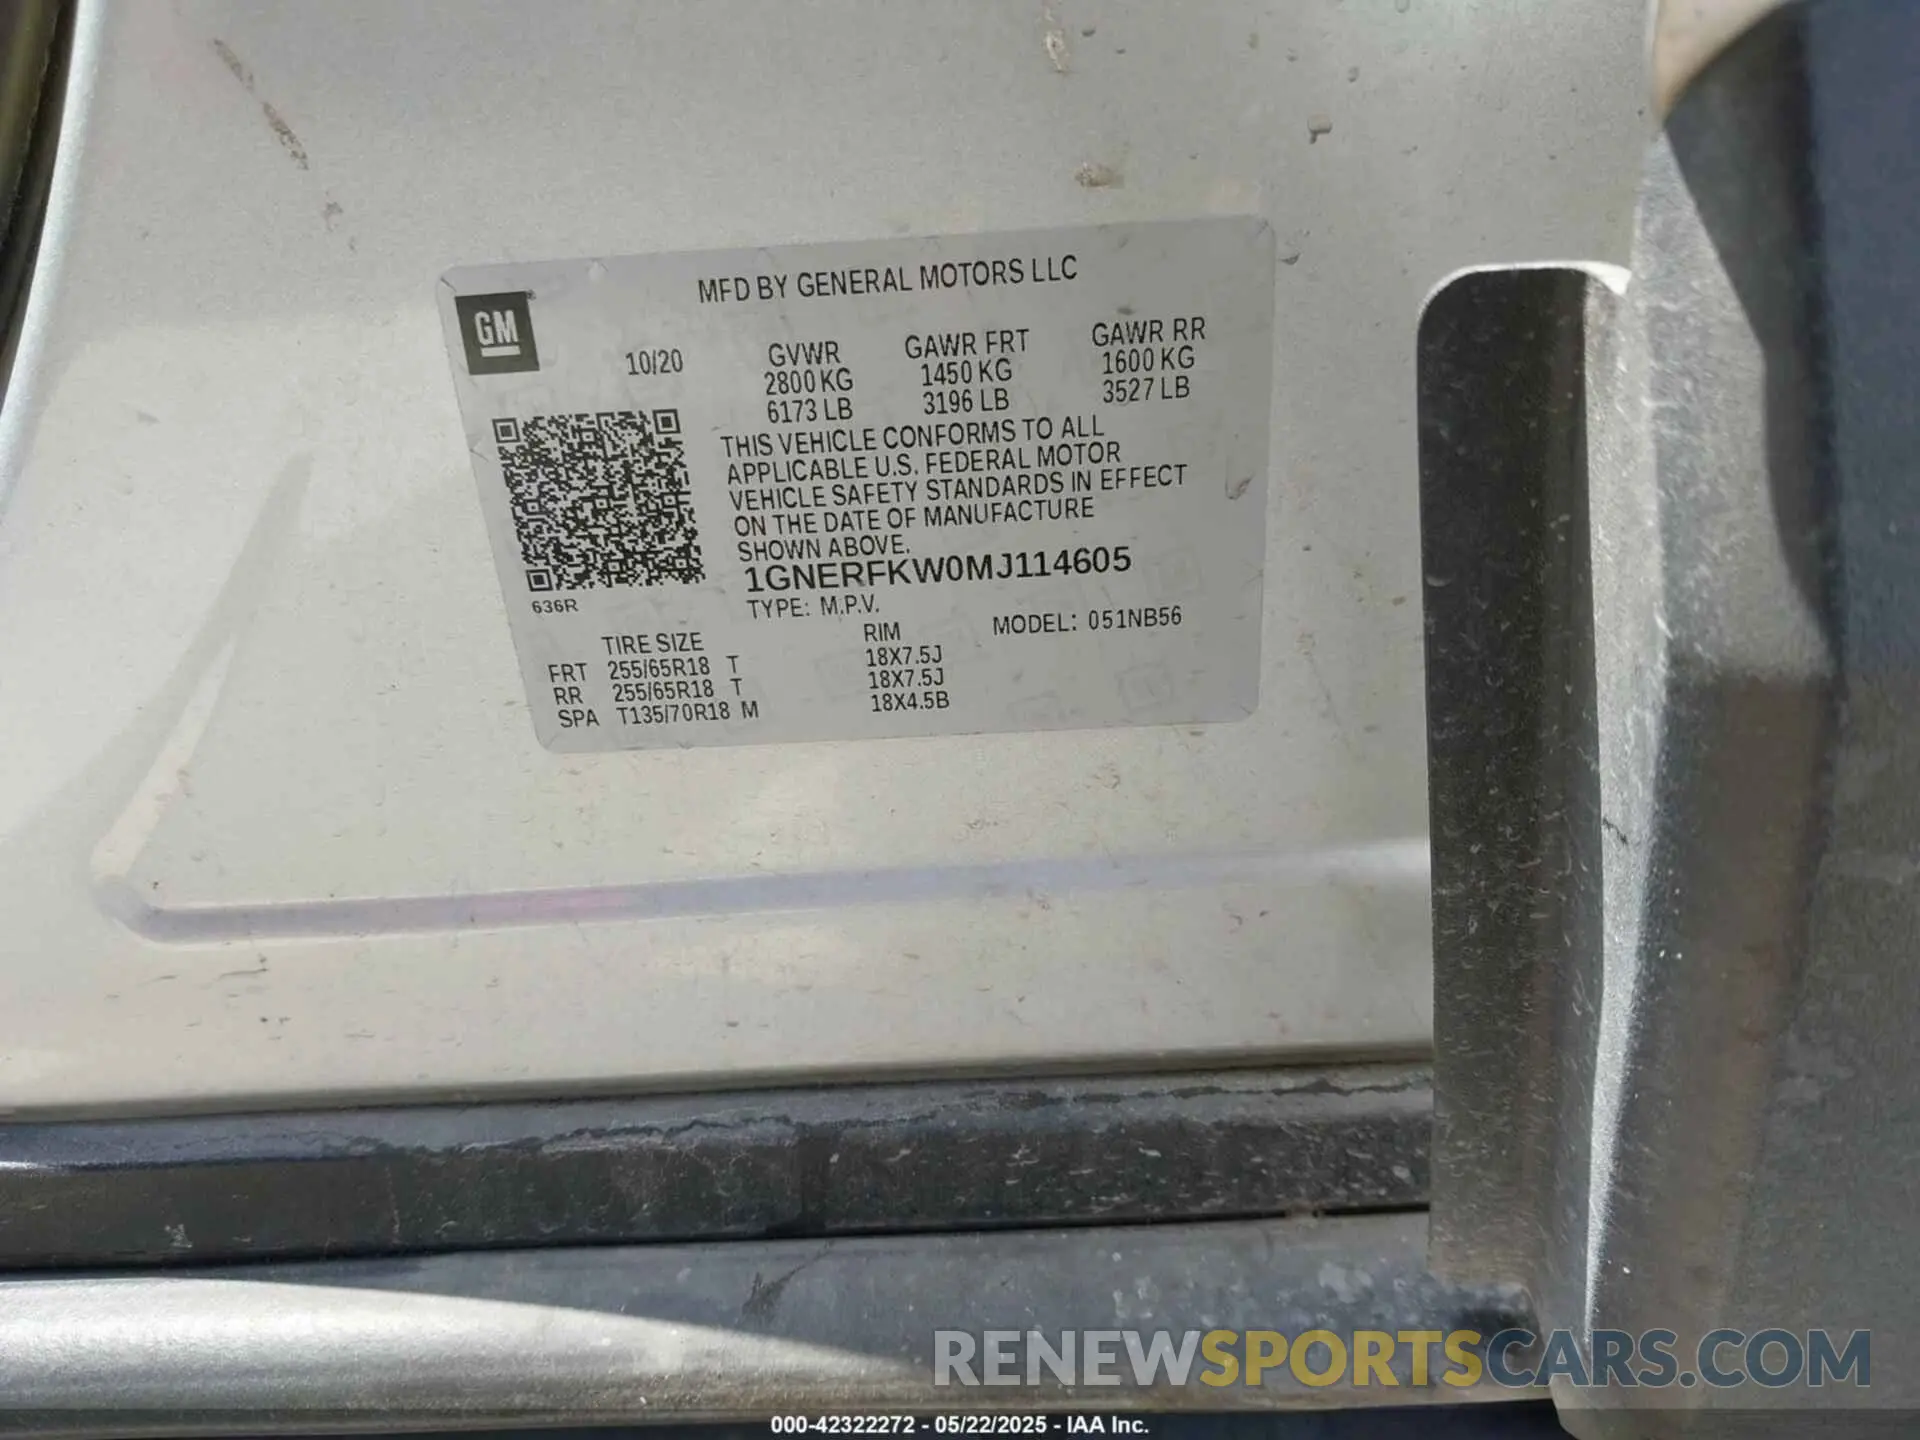 MFD BY GENERAL MOTORS LLC
GM
10/20
GVWR
2800 KG
6173 LB
GAWR FRT
1450 KG
3196 LB
GAWR RR
1600 KG
3527 LB
THIS VEHICLE CONFORMS TO ALL
APPLICABLE U.S. FEDERAL MOTOR
VEHICLE SAFETY STANDARDS IN EFFECT
ON THE DATE OF MANUFACTURE
SHOWN ABOVE.
1GNERFKW0MJ114605
636R
TYPE: M.P.V. MODEL: 051NB56
TIRE SIZE RIM
FRT 255/65R18 T 18X7.5J
RR 255/65R18 T 18X7.5J
SPA T135/70R18 M 18X4.5B
RENEWSPORTSCARS.COM
000-42322272 - 05/22/2025 - IAA Inc.